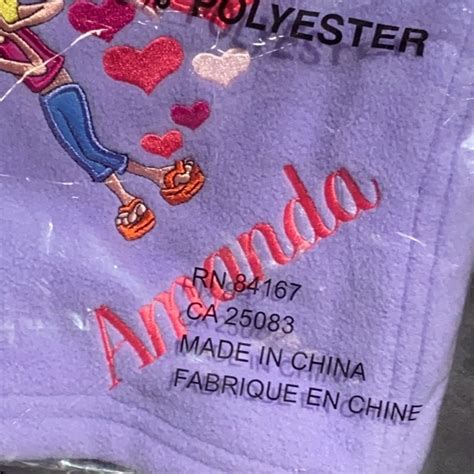 % POLYESTER
Amanda
RN 84167
CA 25083
MADE IN CHINA
FABRIQUE EN CHINE